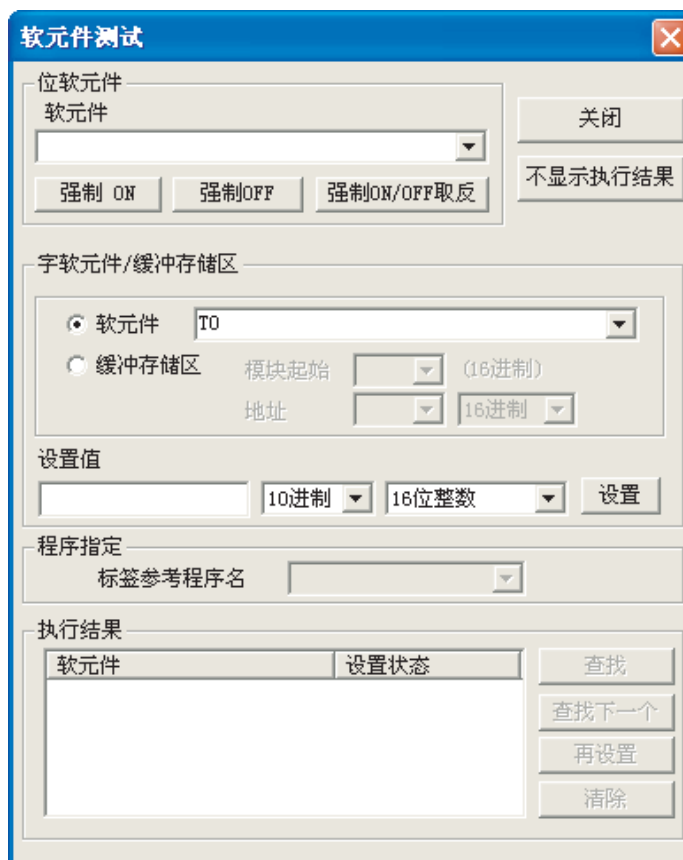 软元件测试
位软元件
软元件
关闭
强制 ON 强制OFF 强制ON/OFF取反
不显示执行结果
字软元件/缓冲存储区
软元件 T0
缓冲存储区 模块起始 (16进制)
地址 16进制
设置值
10进制 16位整数 设置
程序指定
标签参考程序名
执行结果
软元件 设置状态
查找
查找下一个
再设置
清除